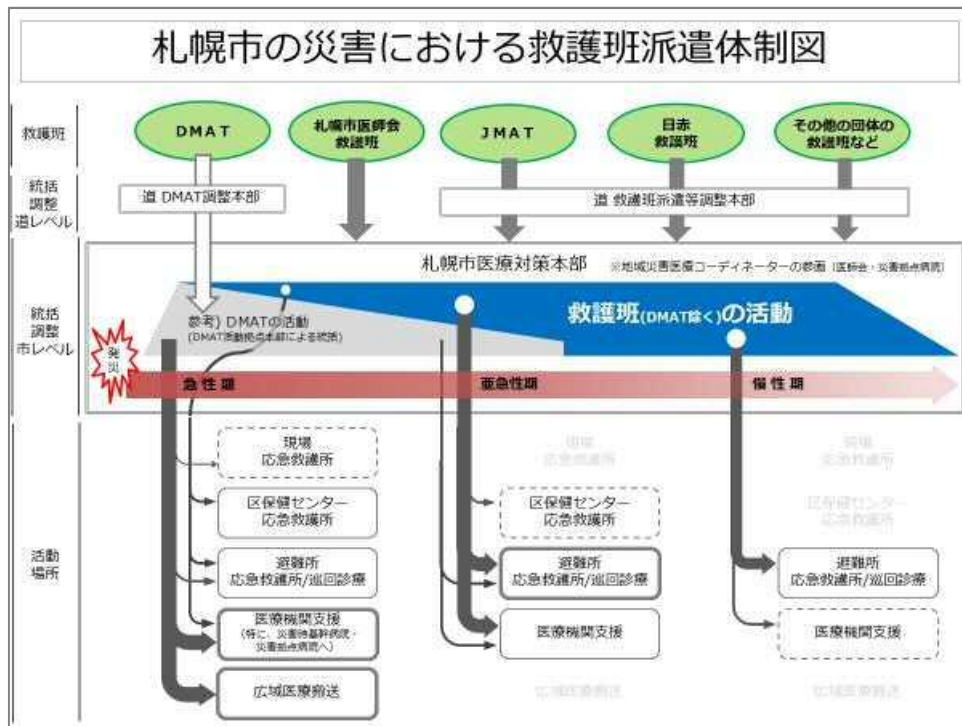 札幌市の災害における救護班派遣体制図
救護班
DMAT
札幌市医師会
救護班
JMAT
日赤
救護班
その他の団体の
救護班など
統括
調整
道レベル
道 DMAT調整本部
道 救護班派遣等調整本部
札幌市医療対策本部
※地域災害医療コーディネーターの参画（医師会・災害拠点病院）
統括
調整
市レベル
参考) DMATの活動
(DMAT活動拠点本部による統括)
救護班(DMAT除く)の活動
発災
急性期
亜急性期
慢性期
活動
場所
現場
応急救護所
区保健センター
応急救護所
避難所
応急救護所/巡回診療
医療機関支援
(特に、災害時基幹病院・
災害拠点病院へ)
広域医療搬送
現場
応急救護所
区保健センター
応急救護所
避難所
応急救護所/巡回診療
医療機関支援
広域医療搬送
現場
応急救護所
区保健センター
応急救護所
避難所
応急救護所/巡回診療
医療機関支援
広域医療搬送